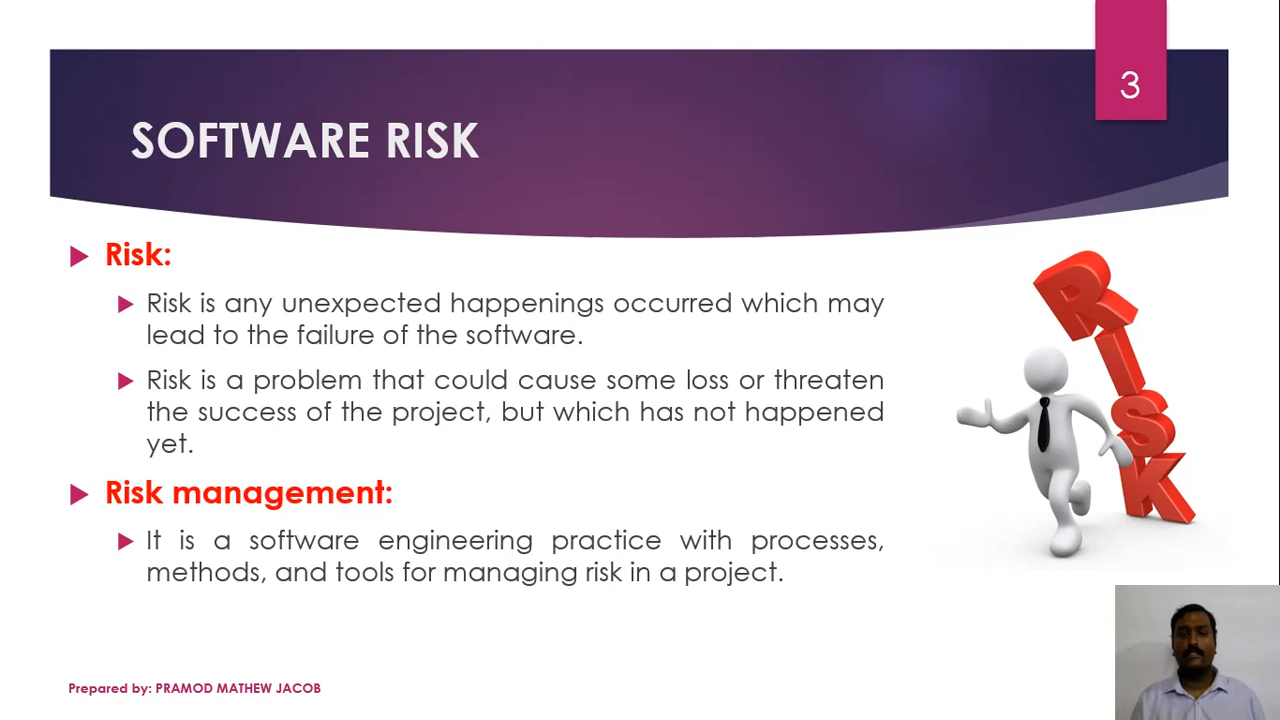 3
SOFTWARE RISK
Risk:
Risk is any unexpected happenings occurred which may
lead to the failure of the software.
Risk is a problem that could cause some loss or threaten
the success of the project, but which has not happened
yet.
Risk management:
It is a software engineering practice with processes,
methods, and tools for managing risk in a project.
RISK
Prepared by: PRAMOD MATHEW JACOB